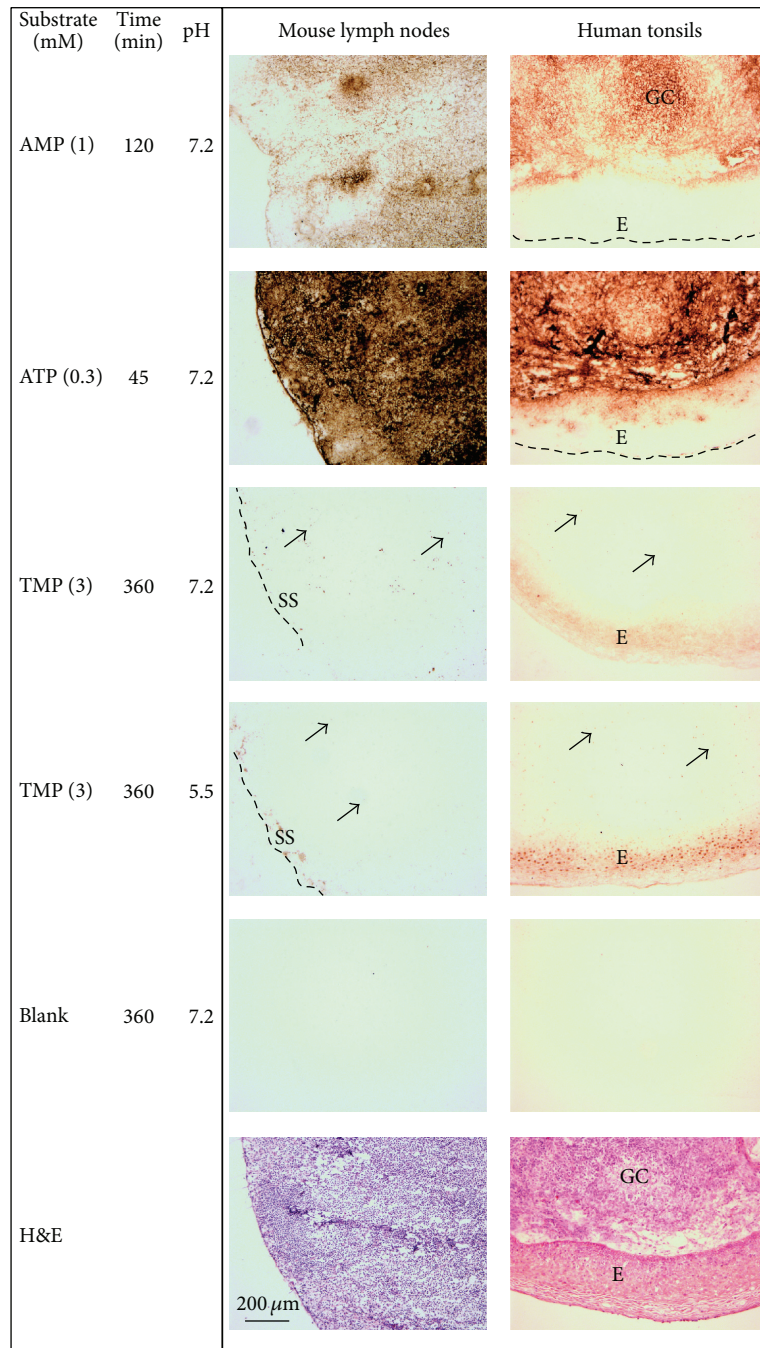 Substrate (mM) Time (min) pH Mouse lymph nodes Human tonsils
AMP (1) 120 7.2
GC
E
ATP (0.3) 45 7.2
E
TMP (3) 360 7.2
SS
E
TMP (3) 360 5.5
SS
E
Blank 360 7.2
H&E
200 μm
GC
E